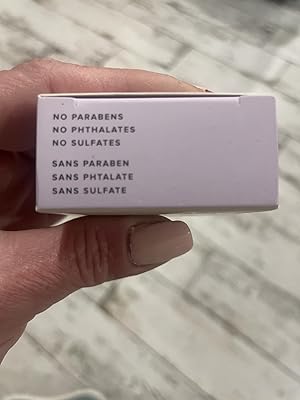 NO PARABENS
NO PHTHALATES
NO SULFATES
SANS PARABEN
SANS PHTALATE
SANS SULFATE